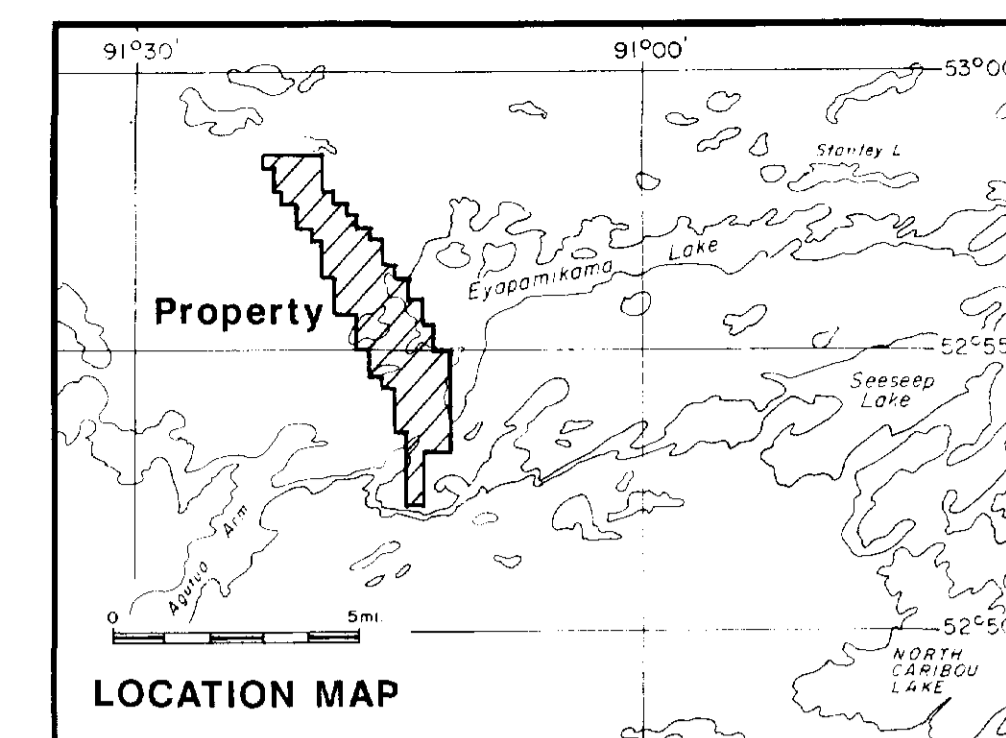 91°30'
91°00'
53°00
Stanley L
Eyapamikama Lake
Property
52°55
Seeseep
Lake
Agutua Arm
0 5mi.
52°50
NORTH
CARIBOU
LAKE
LOCATION MAP